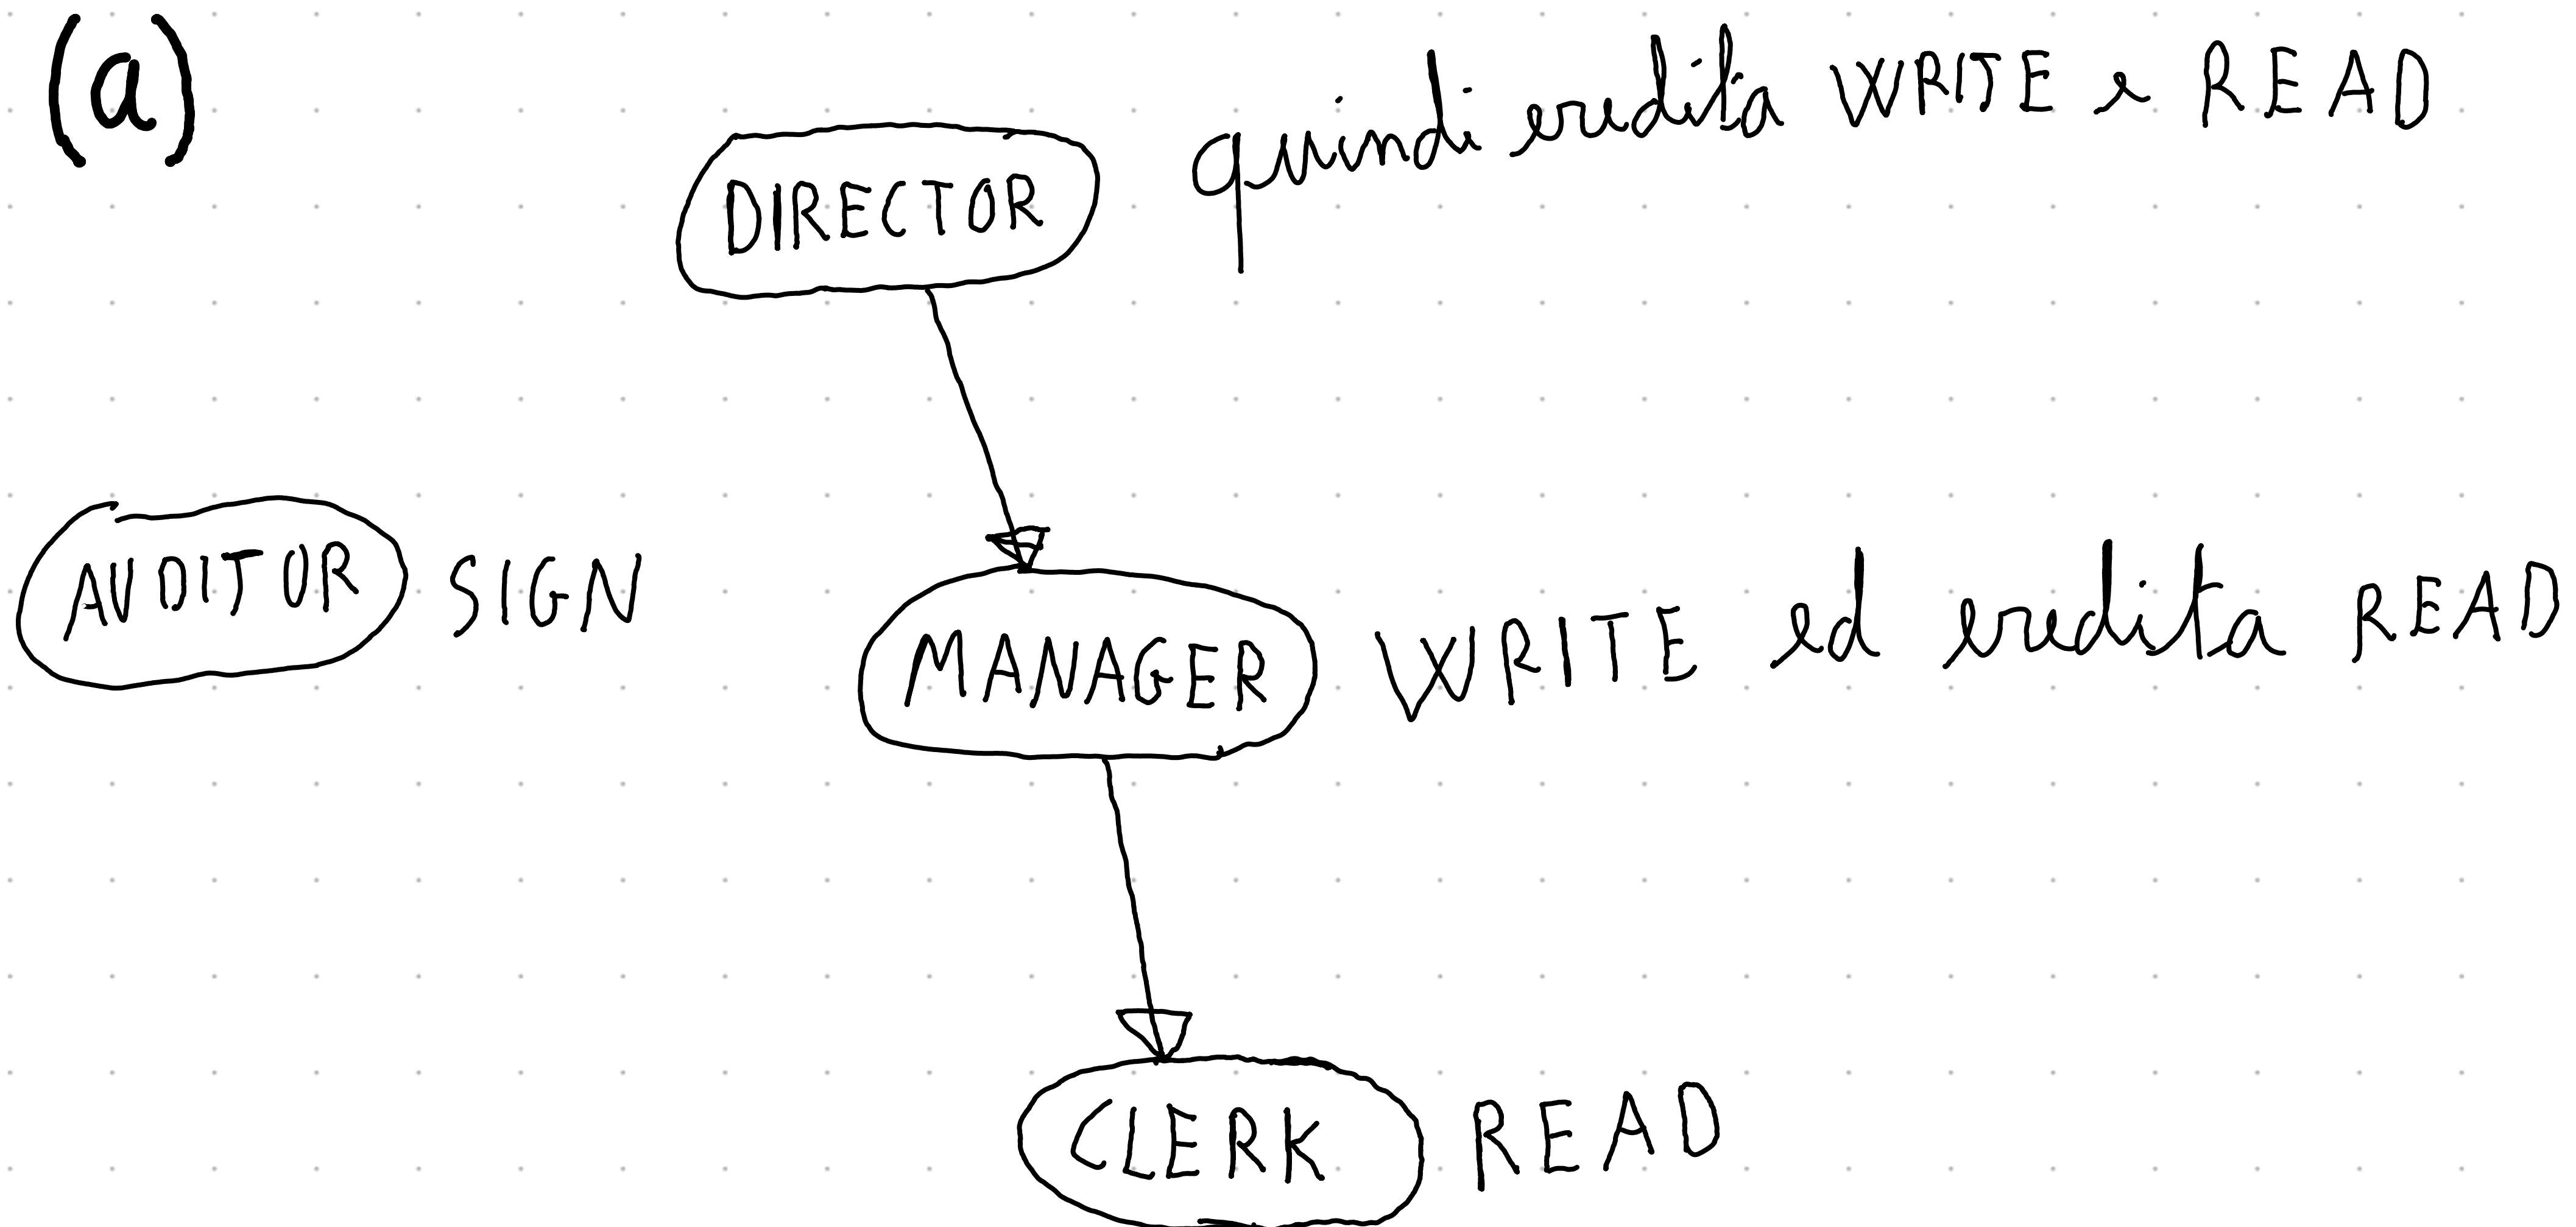 (a)
DIRECTOR quindi eredita WRITE e READ
AUDITOR SIGN
MANAGER WRITE ed eredita READ
CLERK READ